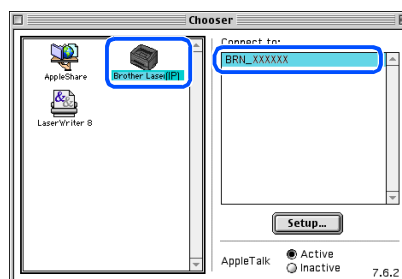 Chooser
Connect to:
AppleShare
Brother Laser(IP)
BRN_XXXXXX
LaserWriter 8
Setup...
AppleTalk
Active
Inactive
7.6.2